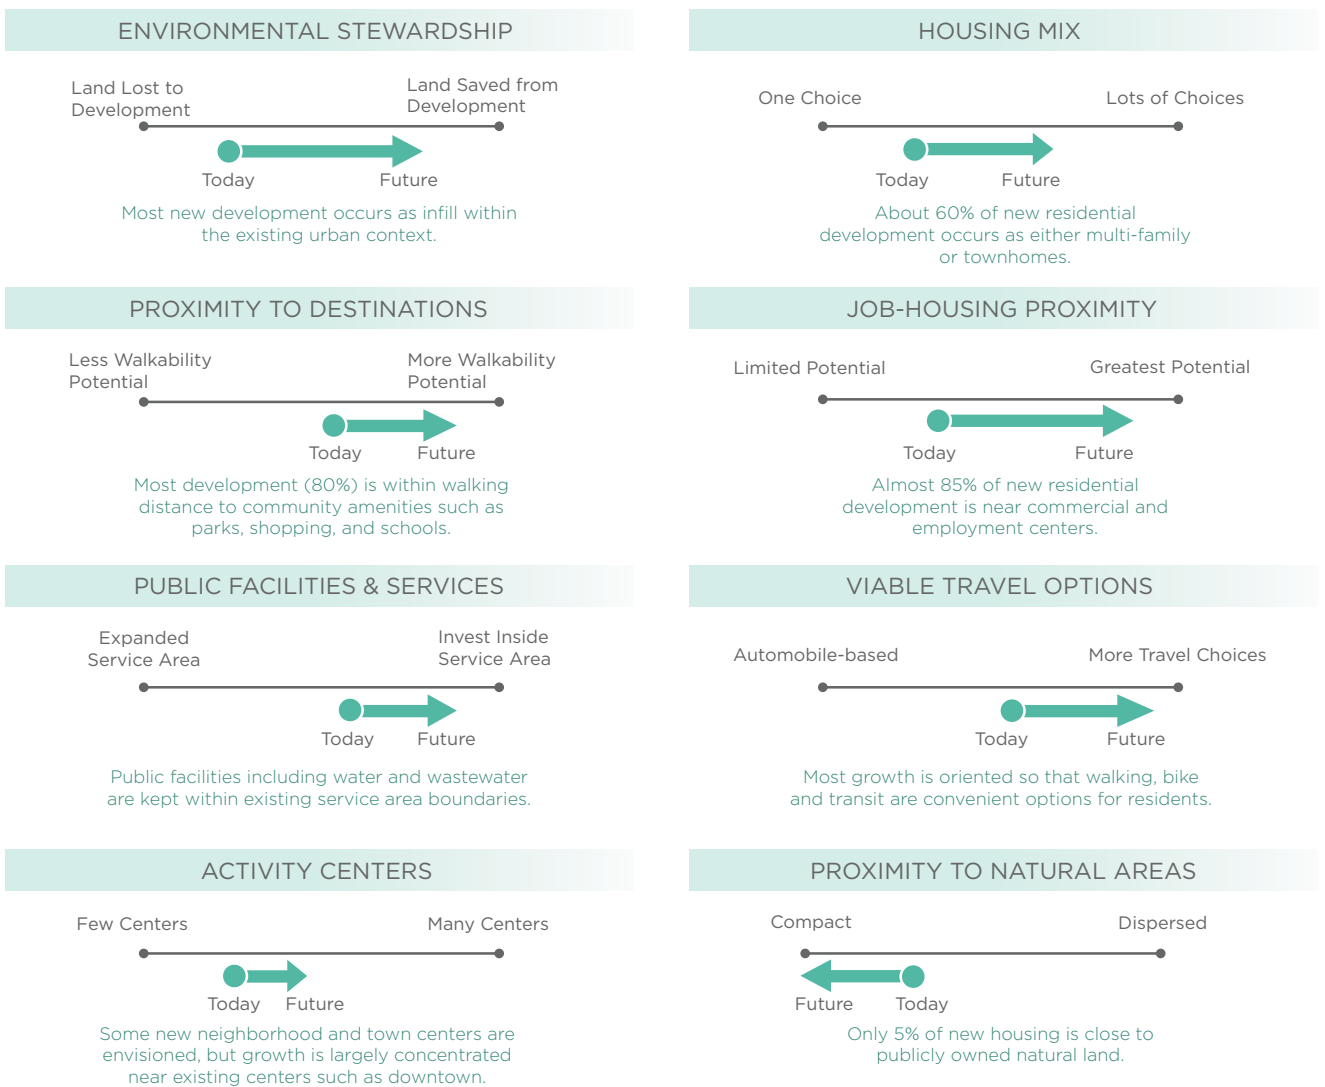 ENVIRONMENTAL STEWARDSHIP
Land Lost to
Development
Land Saved from
Development
Today
Future
Most new development occurs as infill within
the existing urban context.
HOUSING MIX
One Choice
Lots of Choices
Today
Future
About 60% of new residential
development occurs as either multi-family
or townhomes.
PROXIMITY TO DESTINATIONS
Less Walkability
Potential
More Walkability
Potential
Today
Future
Most development (80%) is within walking
distance to community amenities such as
parks, shopping, and schools.
JOB-HOUSING PROXIMITY
Limited Potential
Greatest Potential
Today
Future
Almost 85% of new residential
development is near commercial and
employment centers.
PUBLIC FACILITIES & SERVICES
Expanded
Service Area
Invest Inside
Service Area
Today
Future
Public facilities including water and wastewater
are kept within existing service area boundaries.
VIABLE TRAVEL OPTIONS
Automobile-based
More Travel Choices
Today
Future
Most growth is oriented so that walking, bike
and transit are convenient options for residents.
ACTIVITY CENTERS
Few Centers
Many Centers
Today
Future
Some new neighborhood and town centers are
envisioned, but growth is largely concentrated
near existing centers such as downtown.
PROXIMITY TO NATURAL AREAS
Compact
Dispersed
Future
Today
Only 5% of new housing is close to
publicly owned natural land.